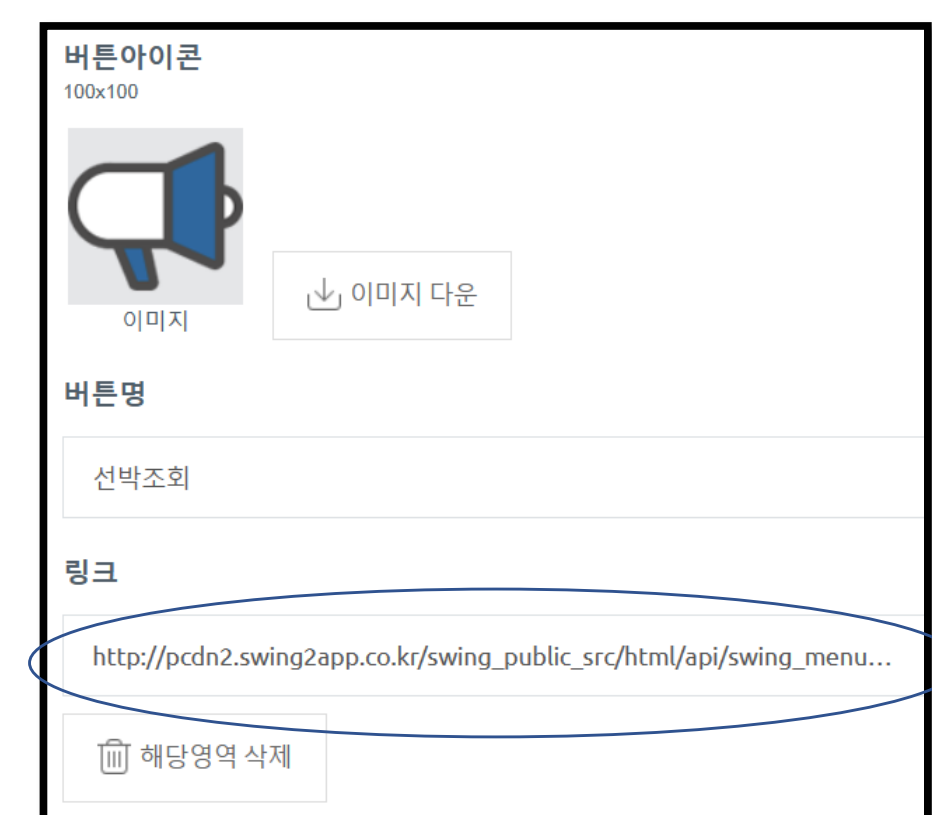 버튼아이콘
100x100
이미지
이미지 다운
버튼명
선박조회
링크
http://pcdn2.swing2app.co.kr/swing_public_src/html/api/swing_menu...
해당영역 삭제